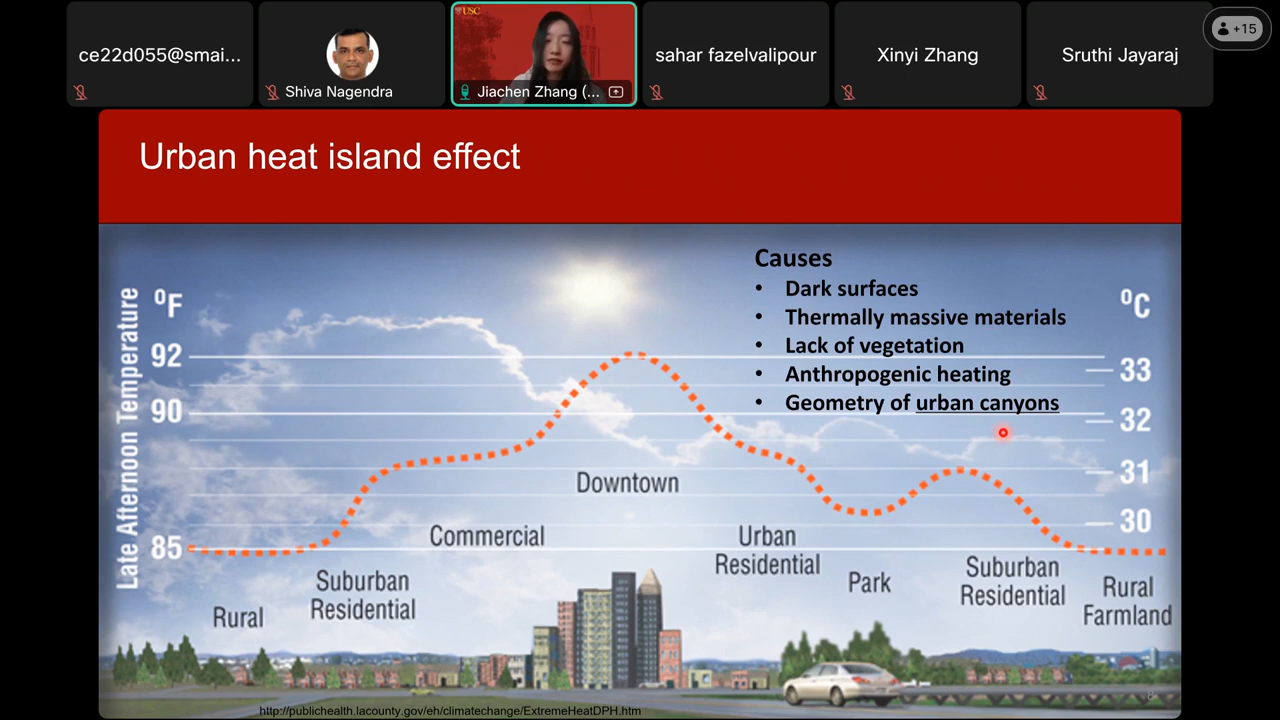 ce22d055@smai...
Shiva Nagendra
USC
Jiachen Zhang (...
sahar fazelvalipour
Xinyi Zhang
Sruthi Jayaraj
+15
Urban heat island effect
Causes
• Dark surfaces
• Thermally massive materials
• Lack of vegetation
• Anthropogenic heating
• Geometry of urban canyons
Late Afternoon Temperature
ºF
92
90
85
ºC
33
32
31
30
Rural
Suburban
Residential
Commercial
Downtown
Urban
Residential
Park
Suburban
Residential
Rural
Farmland
http://publichealth.lacounty.gov/eh/climatechange/ExtremeHeatDPH.htm